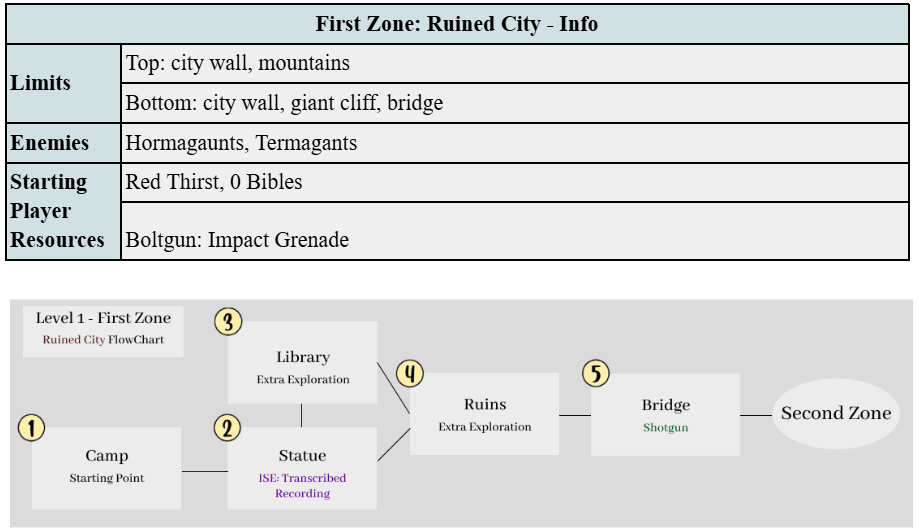 First Zone: Ruined City - Info
Limits
Top: city wall, mountains
Bottom: city wall, giant cliff, bridge
Enemies
Hormagaunts, Termagants
Starting
Player
Resources
Red Thirst, 0 Bibles
Boltgun: Impact Grenade
Level 1 - First Zone
Ruined City FlowChart
1
Camp
Starting Point
2
Statue
ISE: Transcribed
Recording
3
Library
Extra Exploration
4
Ruins
Extra Exploration
5
Bridge
Shotgun
Second Zone